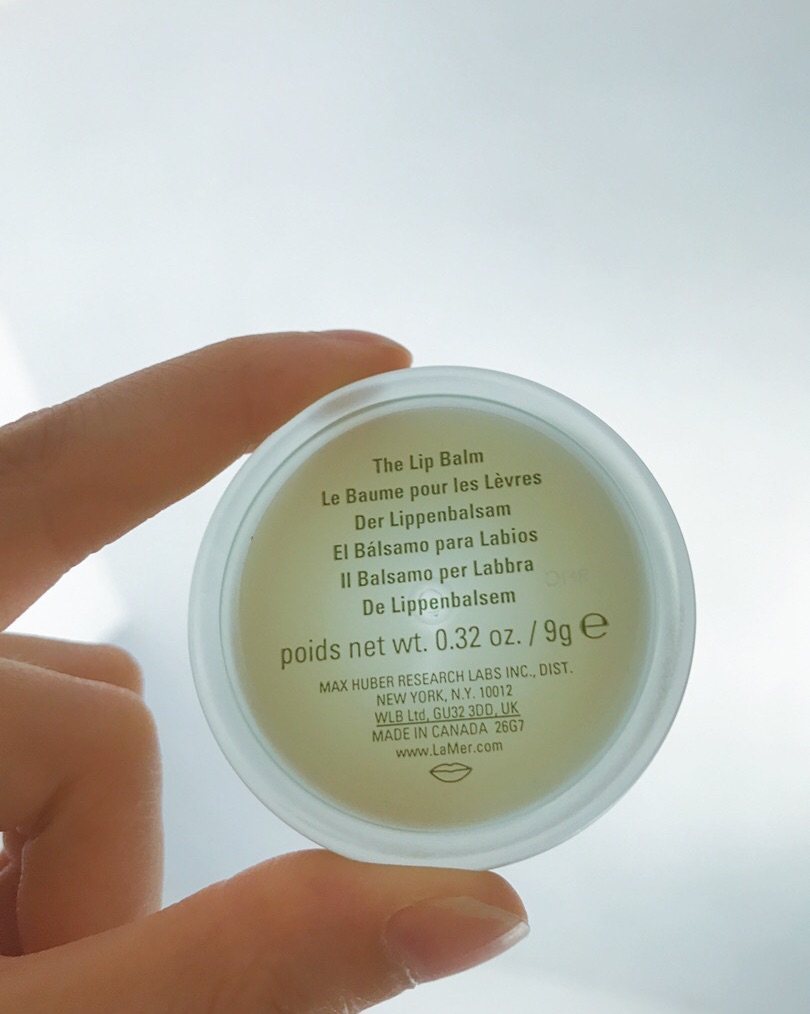 The Lip Balm
Le Baume pour les Lèvres
Der Lippenbalsam
El Bálsamo para Labios
Il Balsamo per Labbra
De Lippenbalsem
poids net wt. 0.32 oz. / 9g ℮
MAX HUBER RESEARCH LABS INC., DIST.
NEW YORK, N.Y. 10012
WLB Ltd, GU32 3DD, UK
MADE IN CANADA 26G7
www.LaMer.com